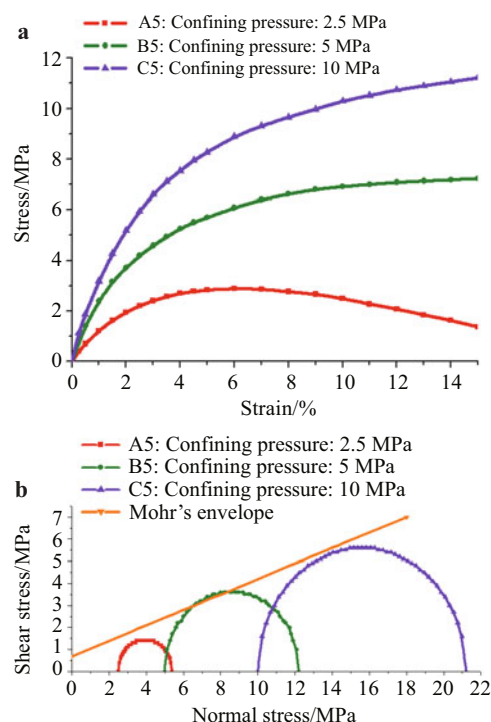 a
A5: Confining pressure: 2.5 MPa
B5: Confining pressure: 5 MPa
C5: Confining pressure: 10 MPa
12
10
8
6
4
2
0
Stress/MPa
0 2 4 6 8 10 12 14
Strain/%
A5: Confining pressure: 2.5 MPa
B5: Confining pressure: 5 MPa
C5: Confining pressure: 10 MPa
Mohr's envelope
b
7
6
5
4
3
2
1
0
Shear stress/MPa
0 2 4 6 8 10 12 14 16 18 20 22
Normal stress/MPa